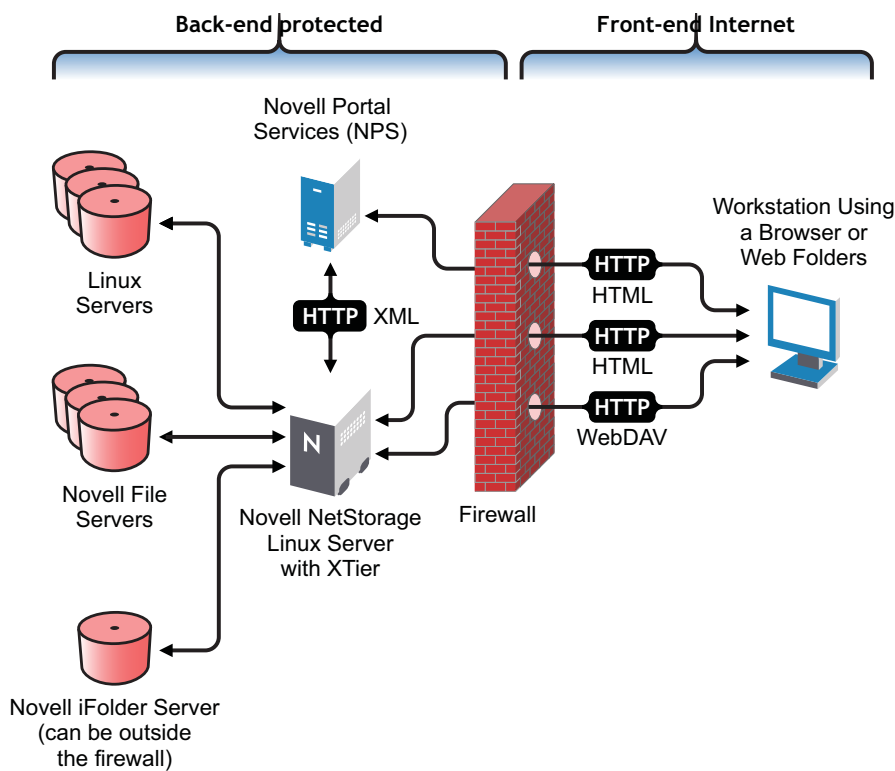 Back-end protected
Front-end Internet
Novell Portal
Services (NPS)
Linux
Servers
HTTP
XML
HTTP
HTML
HTTP
HTML
HTTP
WebDAV
Workstation Using
a Browser or
Web Folders
Novell File
Servers
N
Novell NetStorage
Linux Server
with XTier
Firewall
Novell iFolder Server
(can be outside
the firewall)